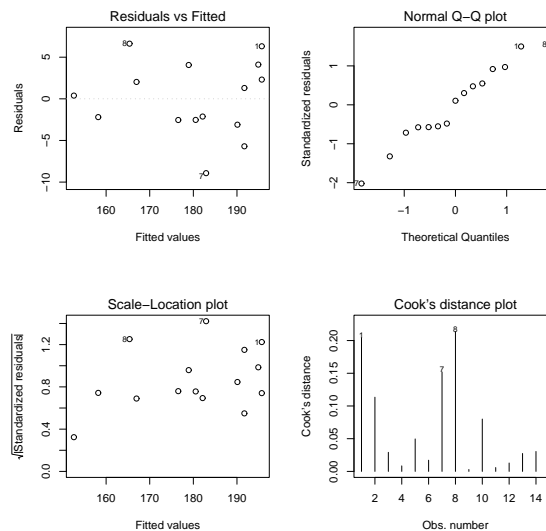 Residuals vs Fitted
Residuals
5
0
−5
−10
8
1
7
160 170 180 190
Fitted values
Normal Q−Q plot
Standardized residuals
1
0
−1
−2
1
8
7
−1 0 1
Theoretical Quantiles
Scale−Location plot
√|Standardized residuals|
1.2
0.8
0.4
0.0
8
7
1
160 170 180 190
Fitted values
Cook's distance plot
Cook's distance
0.20
0.15
0.10
0.05
0.00
1
7
8
2 4 6 8 10 12 14
Obs. number